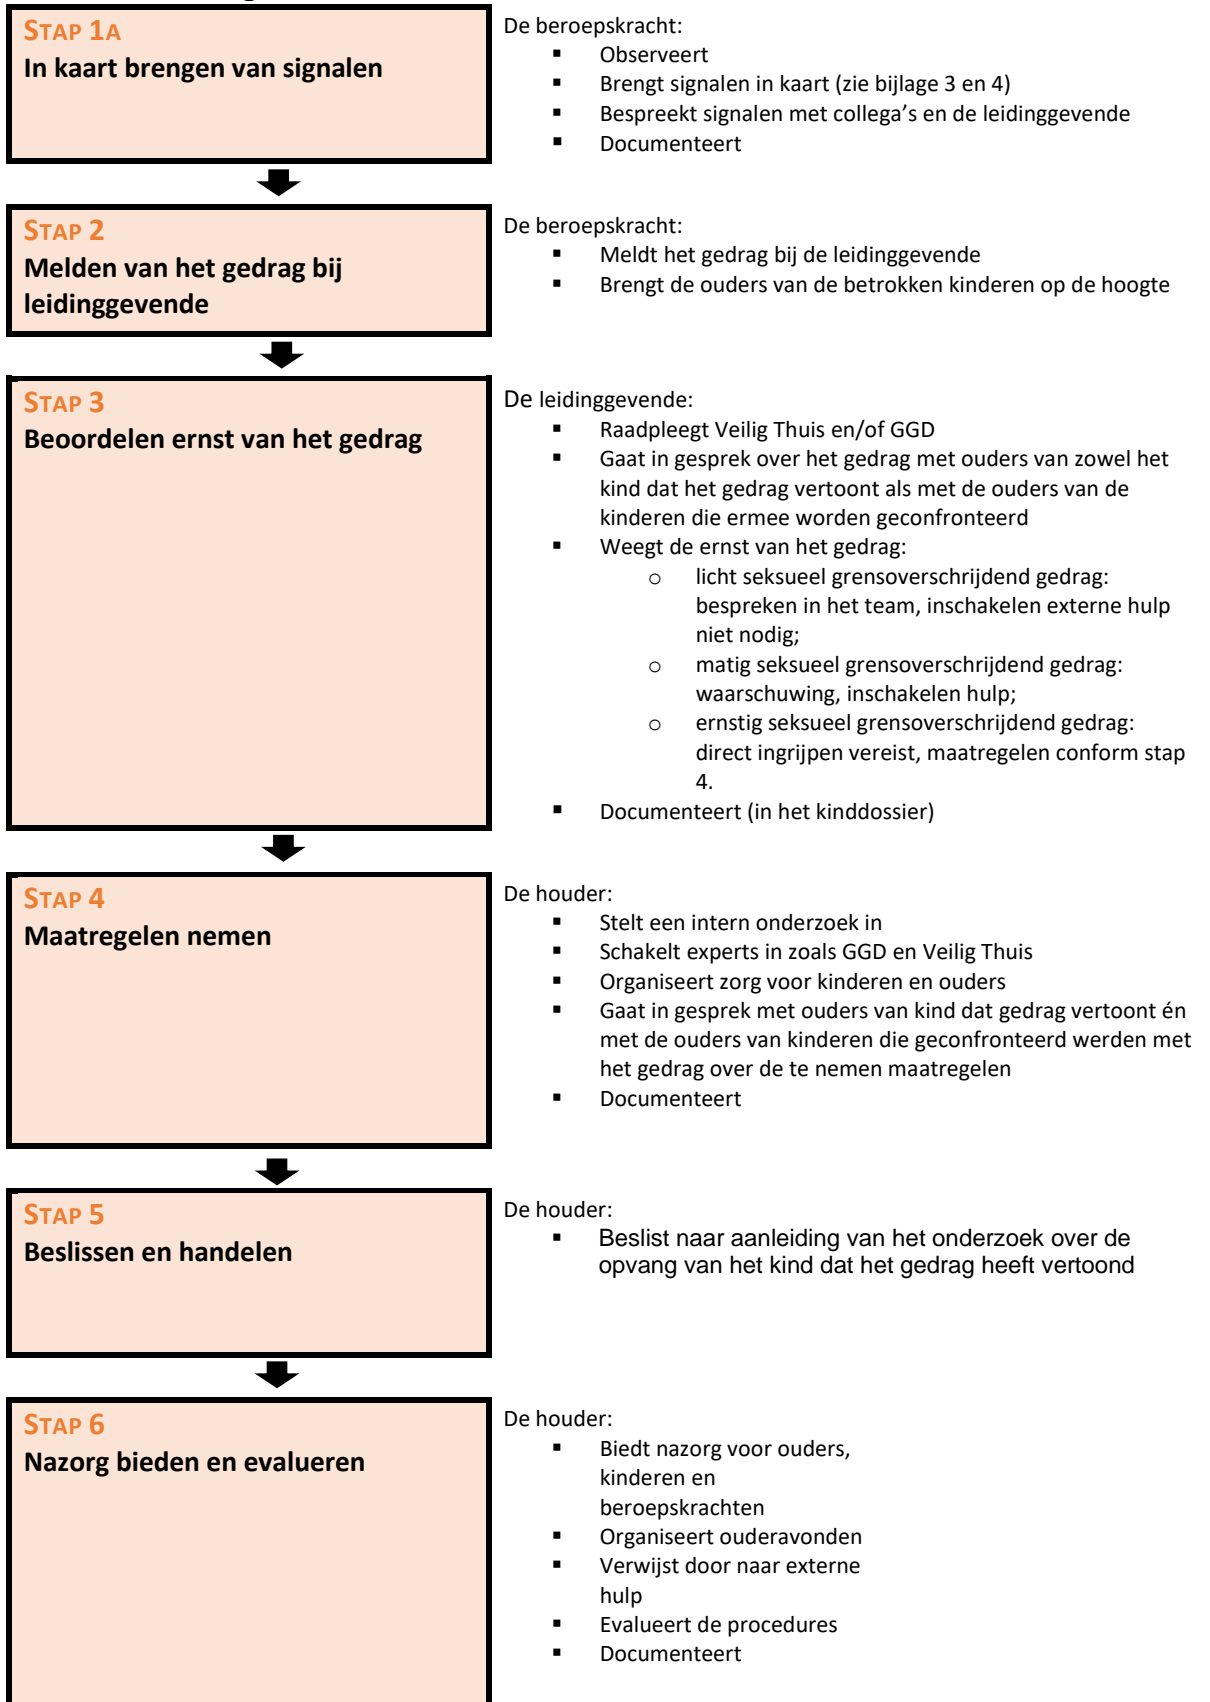 STAP 1A
In kaart brengen van signalen
De beroepskracht:
▪ Observeert
▪ Brengt signalen in kaart (zie bijlage 3 en 4)
▪ Bespreekt signalen met collega's en de leidinggevende
▪ Documenteert
STAP 2
Melden van het gedrag bij
leidinggevende
De beroepskracht:
▪ Meldt het gedrag bij de leidinggevende
▪ Brengt de ouders van de betrokken kinderen op de hoogte
STAP 3
Beoordelen ernst van het gedrag
De leidinggevende:
▪ Raadpleegt Veilig Thuis en/of GGD
▪ Gaat in gesprek over het gedrag met ouders van zowel het
kind dat het gedrag vertoont als met de ouders van de
kinderen die ermee worden geconfronteerd
▪ Weegt de ernst van het gedrag:
o licht seksueel grensoverschrijdend gedrag:
bespreken in het team, inschakelen externe hulp
niet nodig;
o matig seksueel grensoverschrijdend gedrag:
waarschuwing, inschakelen hulp;
o ernstig seksueel grensoverschrijdend gedrag:
direct ingrijpen vereist, maatregelen conform stap
4.
▪ Documenteert (in het kinddossier)
STAP 4
Maatregelen nemen
De houder:
▪ Stelt een intern onderzoek in
▪ Schakelt experts in zoals GGD en Veilig Thuis
▪ Organiseert zorg voor kinderen en ouders
▪ Gaat in gesprek met ouders van kind dat gedrag vertoont én
met de ouders van kinderen die geconfronteerd werden met
het gedrag over de te nemen maatregelen
▪ Documenteert
STAP 5
Beslissen en handelen
De houder:
▪ Beslist naar aanleiding van het onderzoek over de
opvang van het kind dat het gedrag heeft vertoond
STAP 6
Nazorg bieden en evalueren
De houder:
▪ Biedt nazorg voor ouders,
kinderen en
beroepskrachten
▪ Organiseert ouderavonden
▪ Verwijst door naar externe
hulp
▪ Evalueert de procedures
▪ Documenteert